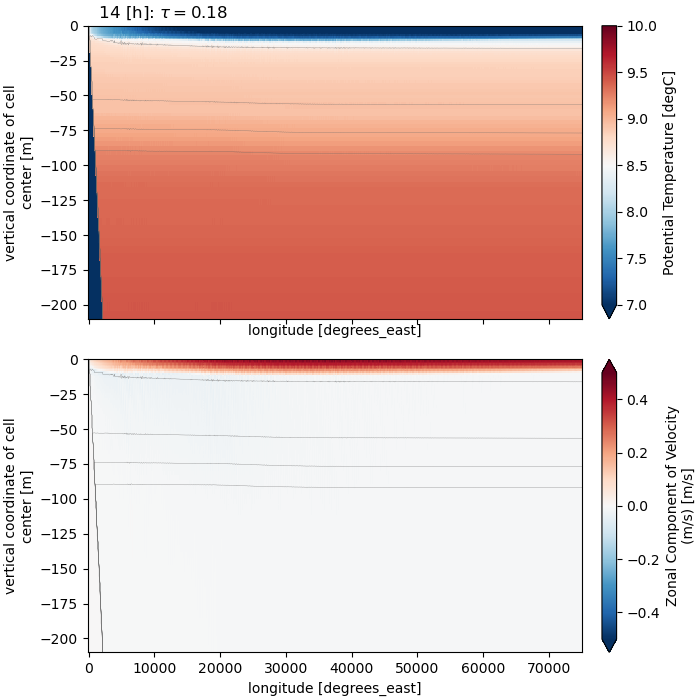 14 [h]: τ = 0.18
0
−25
−50
−75
−100
−125
−150
−175
−200
vertical coordinate of cell
center [m]
longitude [degrees_east]
10.0
9.5
9.0
8.5
8.0
7.5
7.0
Potential Temperature [degC]
0
−25
−50
−75
−100
−125
−150
−175
−200
vertical coordinate of cell
center [m]
0 10000 20000 30000 40000 50000 60000 70000
longitude [degrees_east]
0.4
0.2
0.0
−0.2
−0.4
Zonal Component of Velocity
(m/s) [m/s]